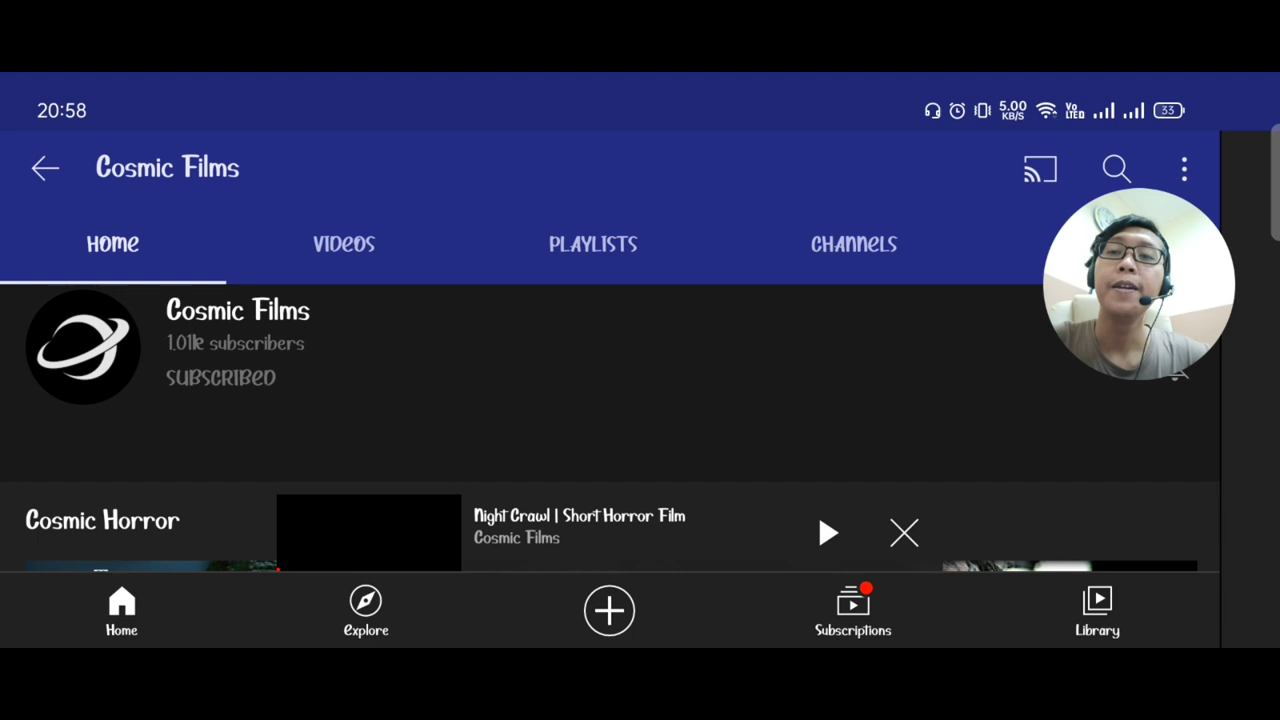 20:58
5.00 KB/S
Vo LTE
33
Cosmic Films
HOME
VIDEOS
PLAYLISTS
CHANNELS
Cosmic Films
1.01k subscribers
SUBSCRIBED
Cosmic Horror
Night Crawl | Short Horror Film
Cosmic Films
Home
Explore
Subscriptions
Library